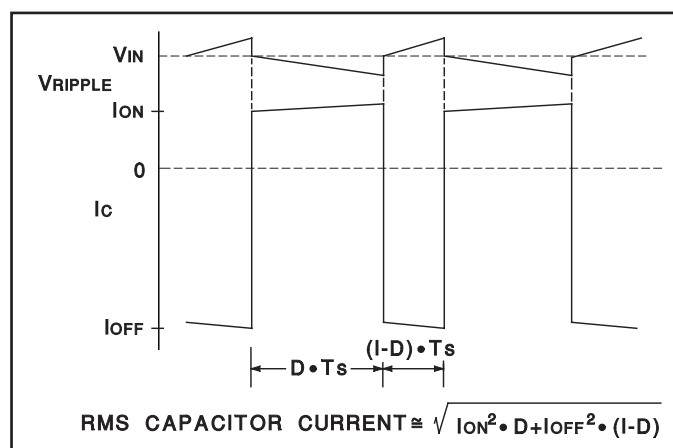 VIN
VRIPPLE
ION
0
IC
IOFF
D•Ts
(I-D)•Ts
RMS CAPACITOR CURRENT ≅ √ION²•D+IOFF²•(I-D)